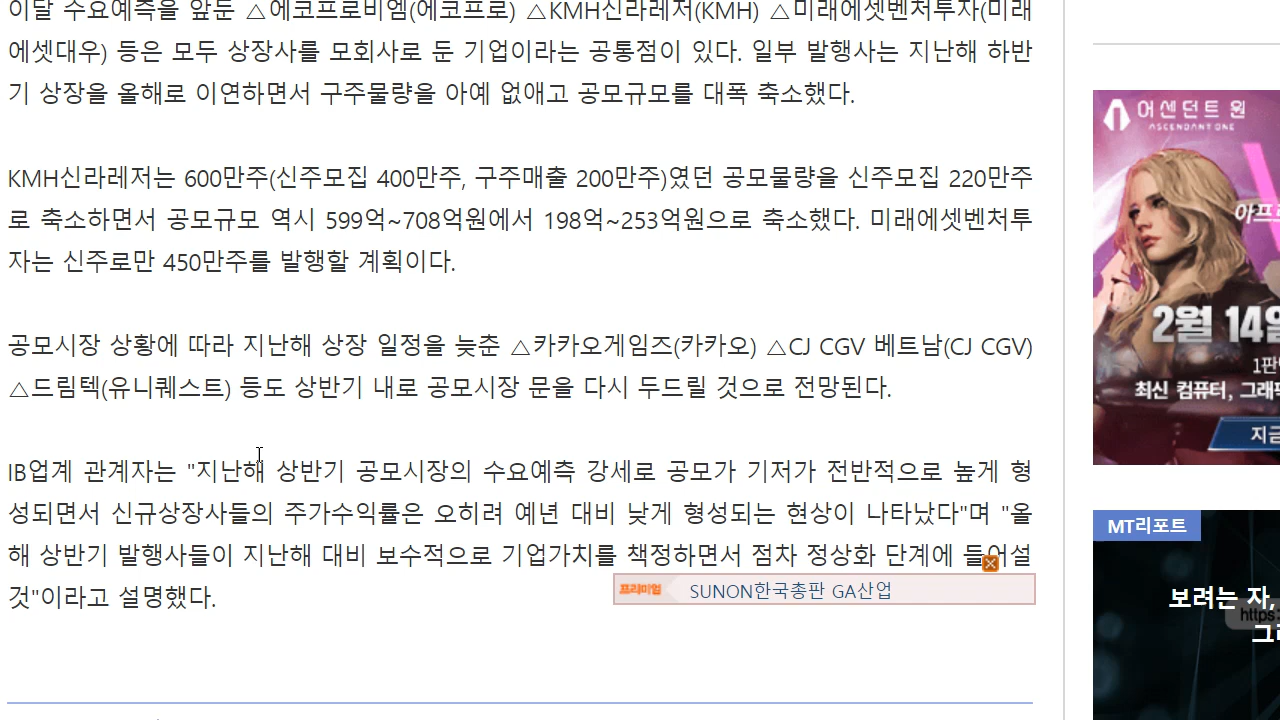 이달 수요예측을 앞둔 △에코프로비엠(에코프로) △KMH신라레저(KMH) △미래에셋벤처투자(미래
에셋대우) 등은 모두 상장사를 모회사로 둔 기업이라는 공통점이 있다. 일부 발행사는 지난해 하반
기 상장을 올해로 이연하면서 구주물량을 아예 없애고 공모규모를 대폭 축소했다.
KMH신라레저는 600만주(신주모집 400만주, 구주매출 200만주)였던 공모물량을 신주모집 220만주
로 축소하면서 공모규모 역시 599억~708억원에서 198억~253억원으로 축소했다. 미래에셋벤처투
자는 신주로만 450만주를 발행할 계획이다.
공모시장 상황에 따라 지난해 상장 일정을 늦춘 △카카오게임즈(카카오) △CJ CGV 베트남(CJ CGV)
△드림텍(유니퀘스트) 등도 상반기 내로 공모시장 문을 다시 두드릴 것으로 전망된다.
IB업계 관계자는 "지난해 상반기 공모시장의 수요예측 강세로 공모가 기저가 전반적으로 높게 형
성되면서 신규상장사들의 주가수익률은 오히려 예년 대비 낮게 형성되는 현상이 나타났다"며 "올
해 상반기 발행사들이 지난해 대비 보수적으로 기업가치를 책정하면서 점차 정상화 단계에 들어설
것"이라고 설명했다.
프리미엄 SUNON한국총판 GA산업
어센던트 원
ASCENDANT ONE
아프
2월 14일
1판
최신 컴퓨터, 그래픽
지금
MT리포트
보려는 자,
https:
그